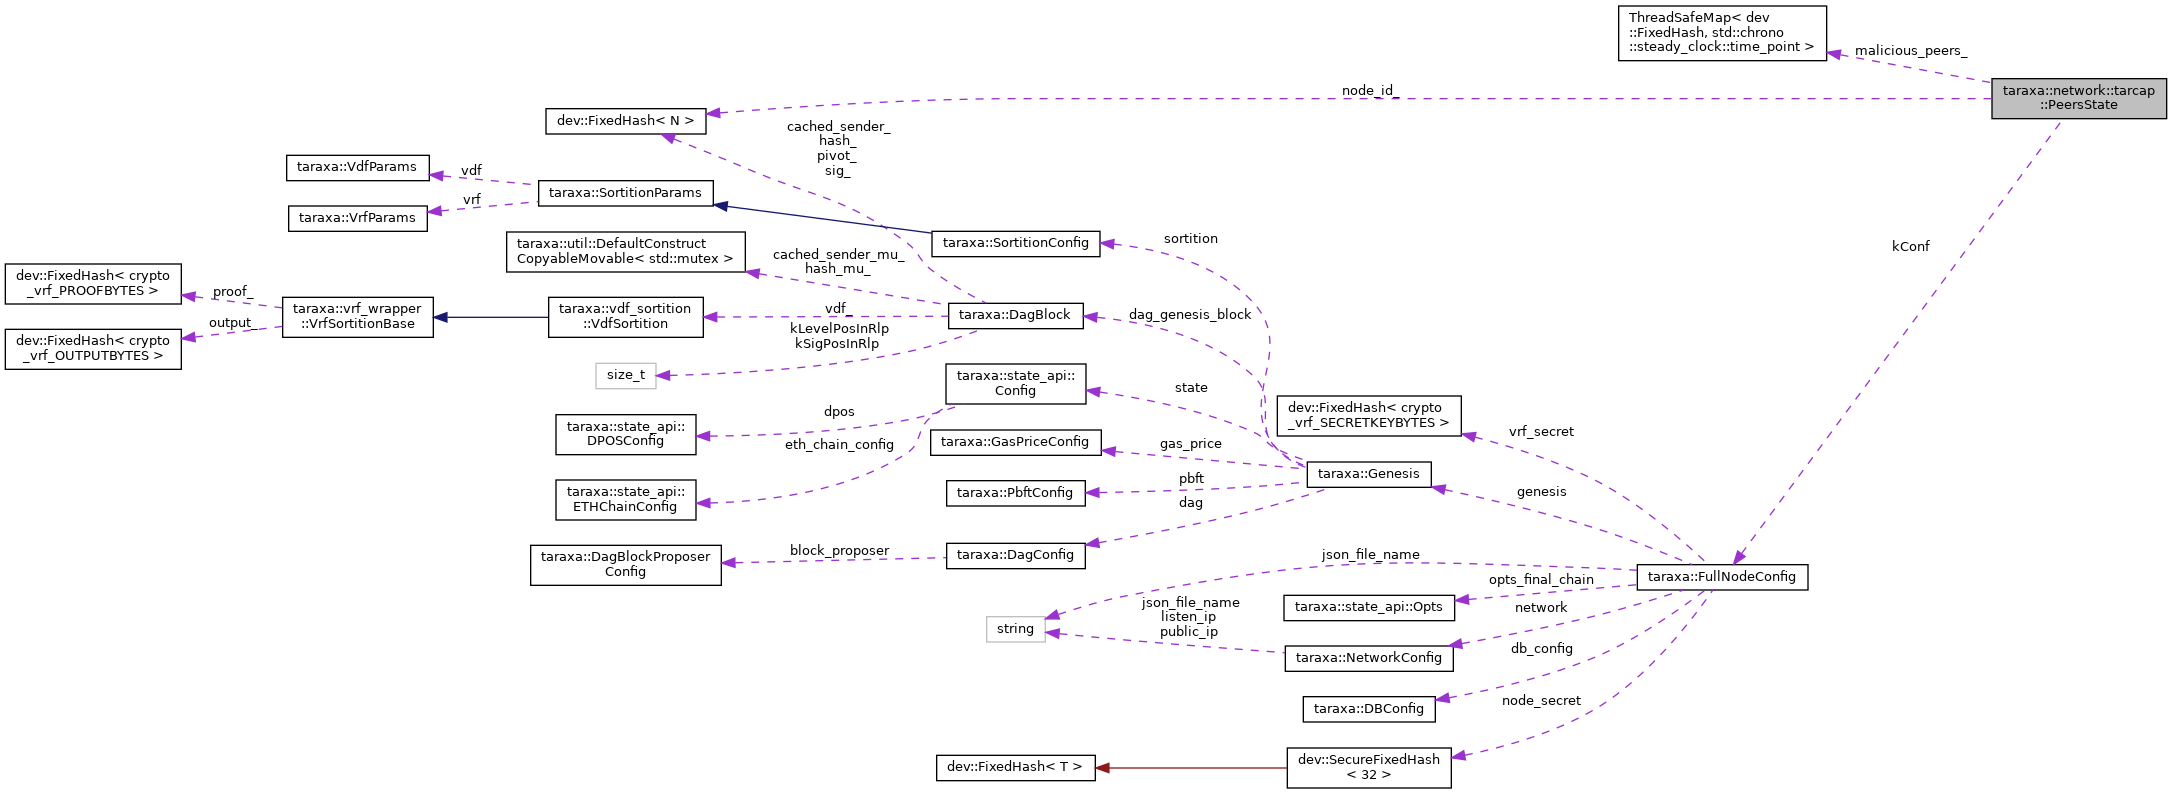 ThreadSafeMap< dev
::FixedHash, std::chrono
::steady_clock::time_point >
malicious_peers_
taraxa::network::tarcap
::PeersState
node_id_
dev::FixedHash< N >
cached_sender_
hash_
pivot_
sig_
taraxa::VdfParams
vdf
taraxa::SortitionParams
vrf
taraxa::VrfParams
taraxa::util::DefaultConstruct
CopyableMovable< std::mutex >
taraxa::SortitionConfig
sortition
kConf
cached_sender_mu_
hash_mu_
dev::FixedHash< crypto
_vrf_PROOFBYTES >
proof_
taraxa::vrf_wrapper
::VrfSortitionBase
output_
dev::FixedHash< crypto
_vrf_OUTPUTBYTES >
taraxa::vdf_sortition
::VdfSortition
vdf_
taraxa::DagBlock
dag_genesis_block
kLevelPosInRlp
kSigPosInRlp
size_t
taraxa::state_api::
Config
state
dpos
taraxa::state_api::
DPOSConfig
eth_chain_config
taraxa::GasPriceConfig
gas_price
dev::FixedHash< crypto
_vrf_SECRETKEYBYTES >
vrf_secret
taraxa::state_api::
ETHChainConfig
taraxa::PbftConfig
pbft
taraxa::Genesis
genesis
dag
taraxa::DagBlockProposer
Config
block_proposer
taraxa::DagConfig
json_file_name
taraxa::FullNodeConfig
opts_final_chain
taraxa::state_api::Opts
json_file_name
listen_ip
public_ip
string
network
taraxa::NetworkConfig
db_config
taraxa::DBConfig
node_secret
dev::FixedHash< T >
dev::SecureFixedHash
< 32 >